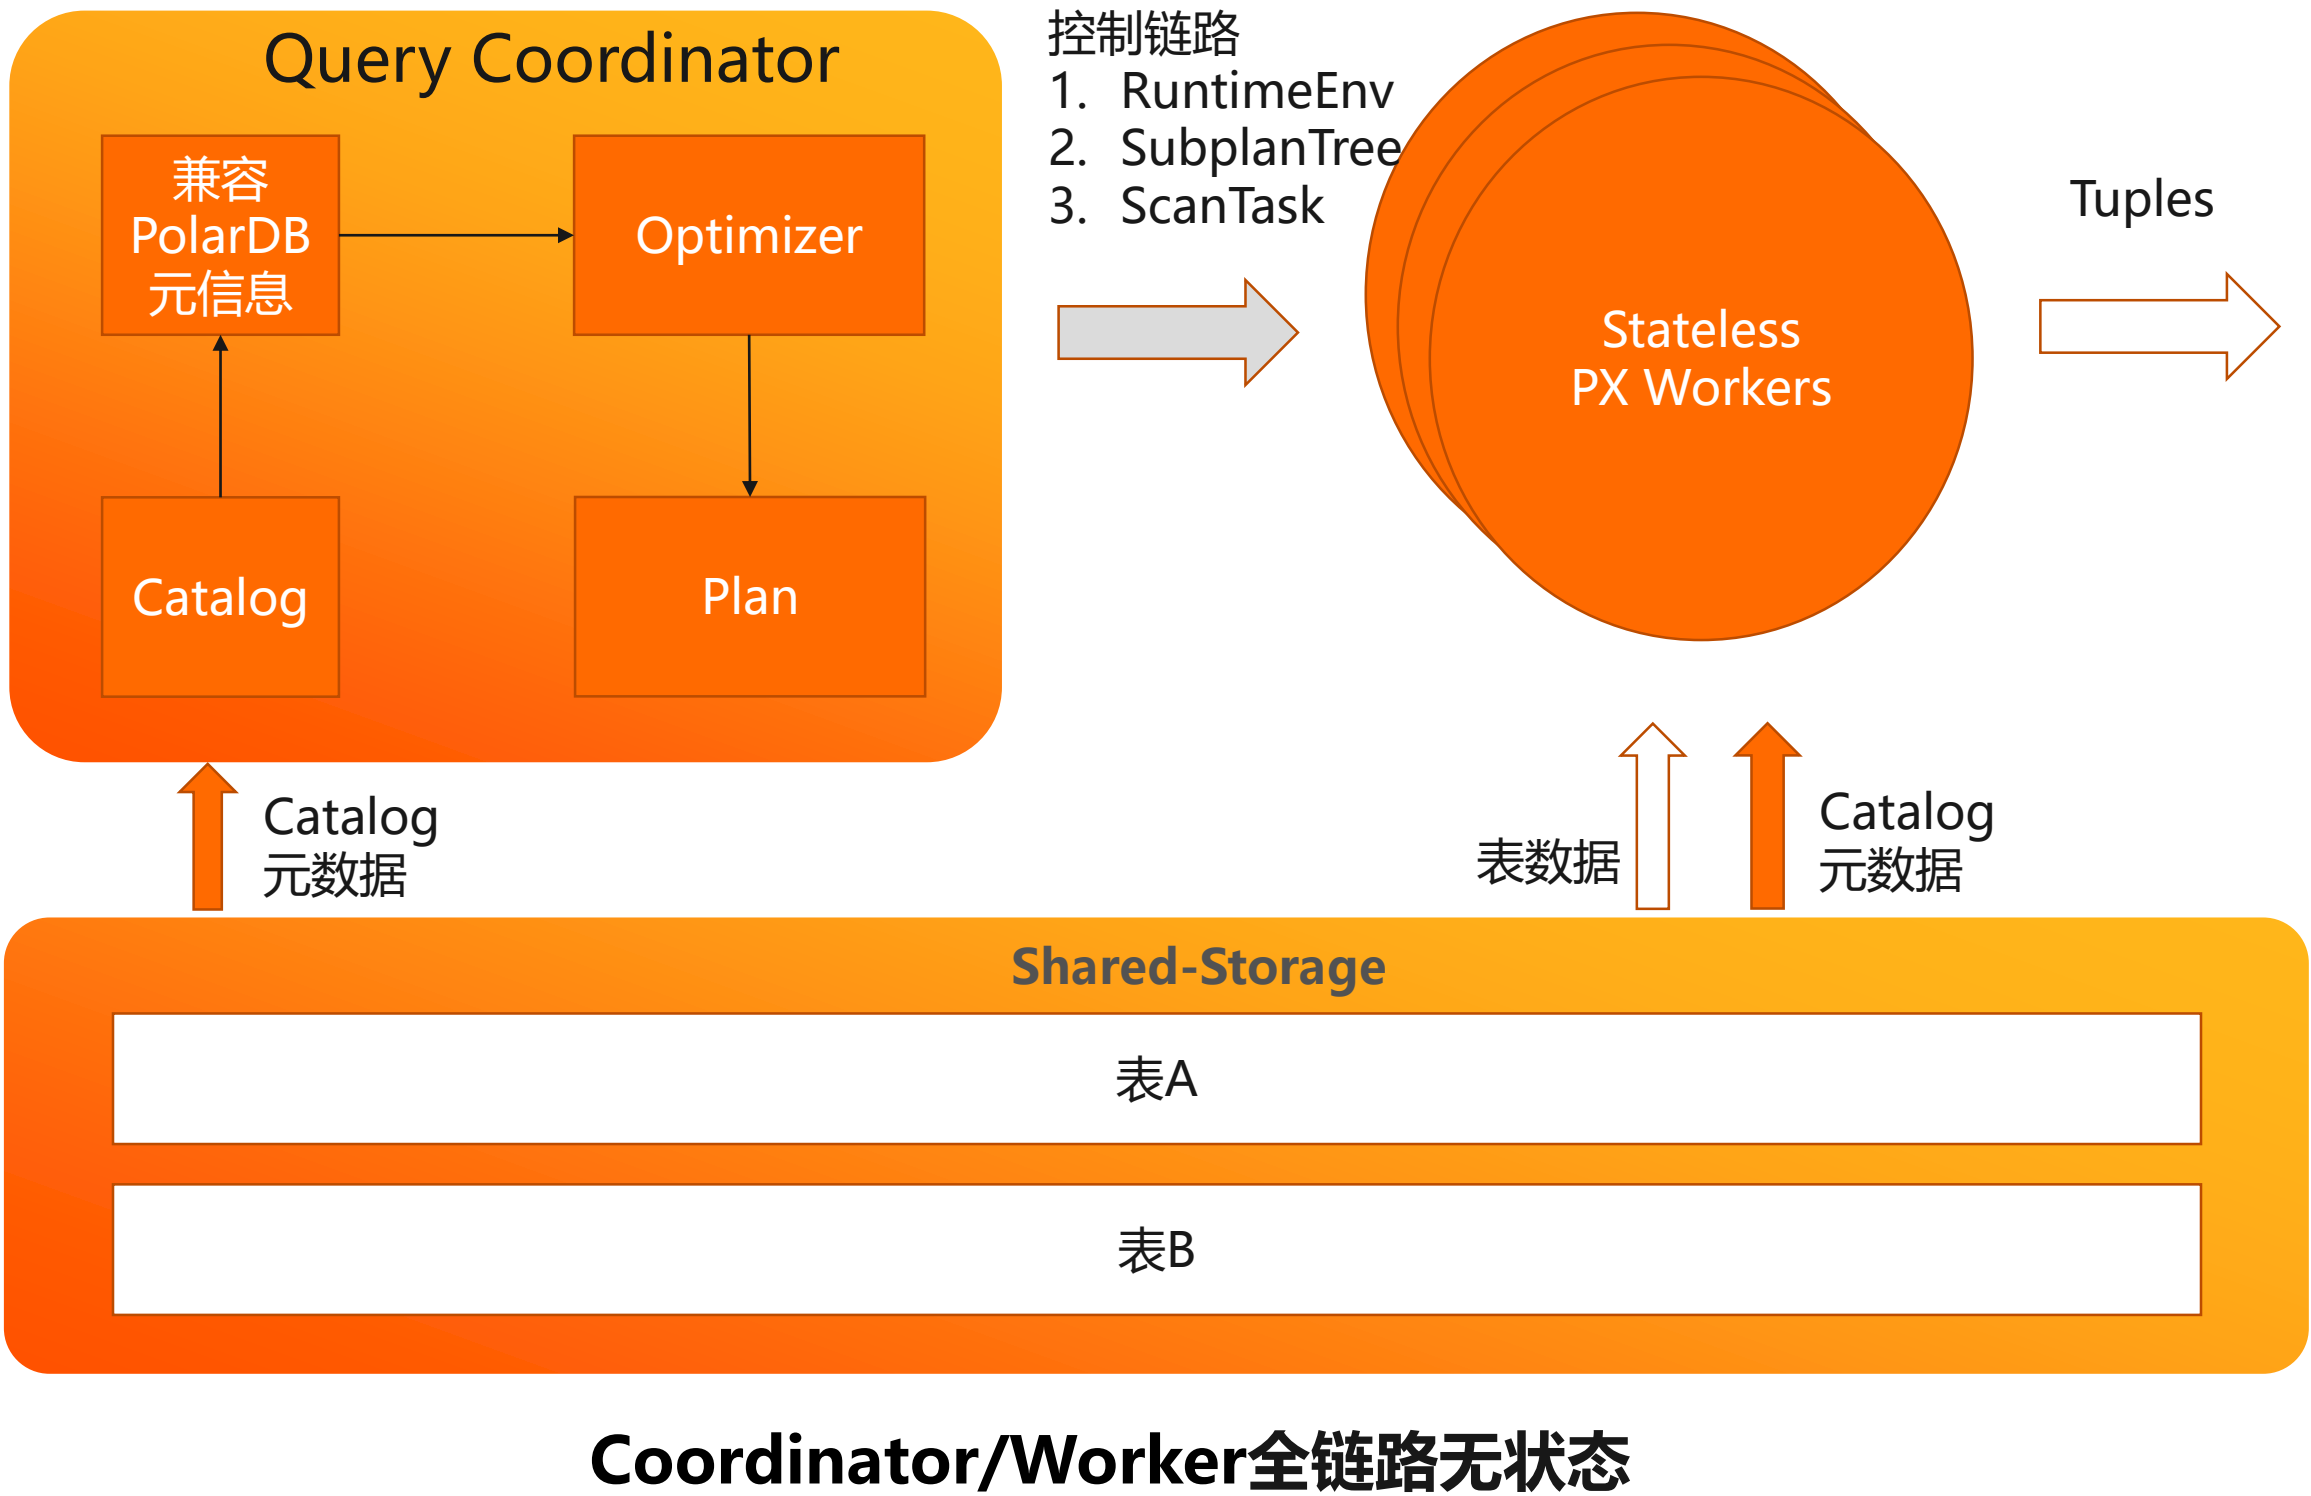 Query Coordinator
兼容
PolarDB
元信息
Optimizer
Catalog
Plan
控制链路
1. RuntimeEnv
2. SubplanTree
3. ScanTask
Stateless
PX Workers
Tuples
Catalog
元数据
表数据
Catalog
元数据
Shared-Storage
表A
表B
Coordinator/Worker全链路无状态